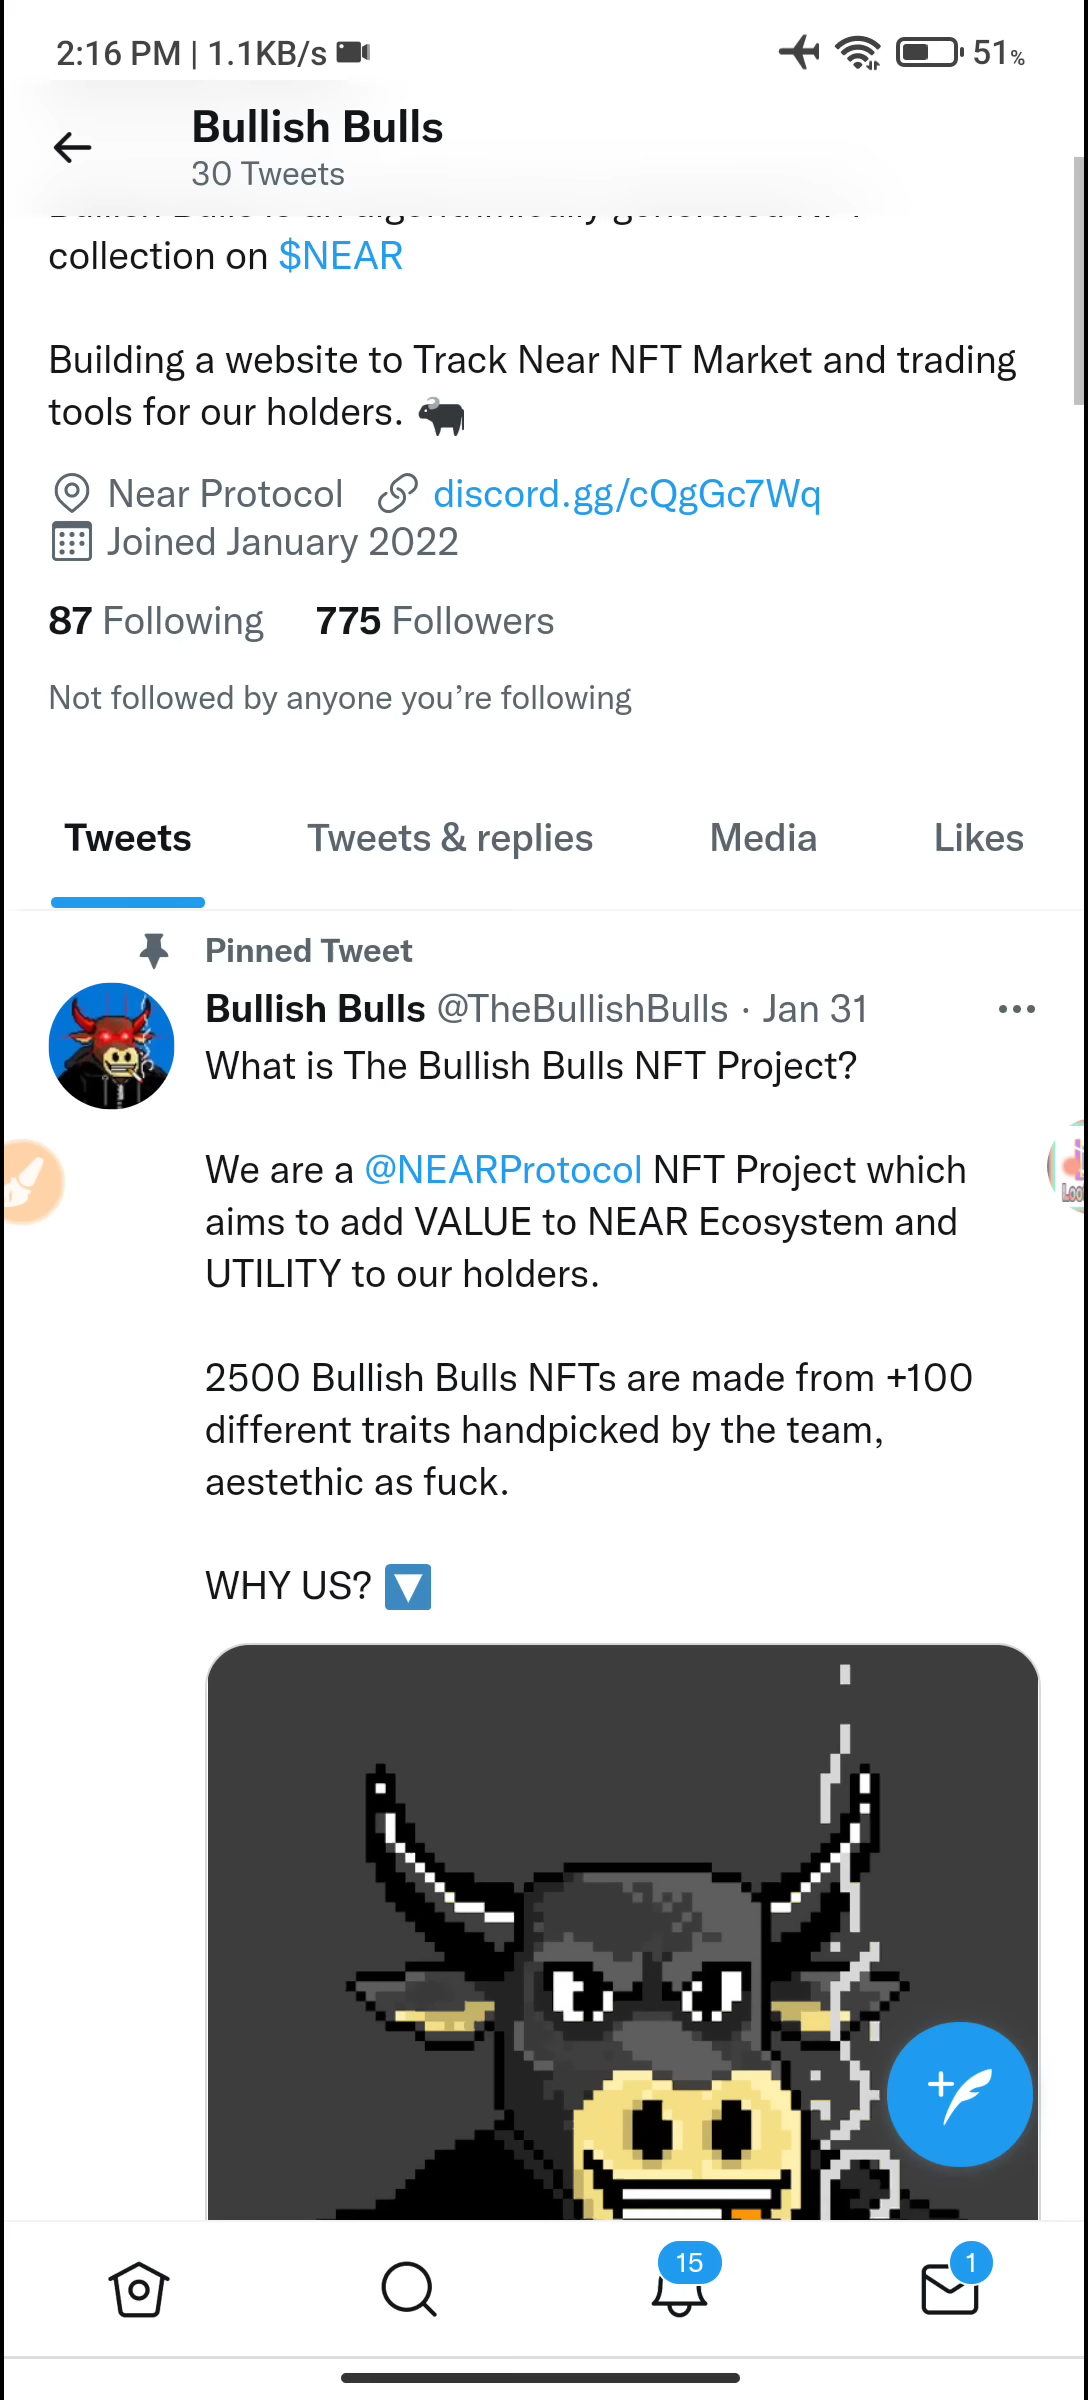 2:16 PM | 1.1KB/s
51%
Bullish Bulls
30 Tweets
collection on $NEAR
Building a website to Track Near NFT Market and trading
tools for our holders.
Near Protocol discord.gg/cQgGc7Wq
Joined January 2022
87 Following 775 Followers
Not followed by anyone you’re following
Tweets Tweets & replies Media Likes
Pinned Tweet
Bullish Bulls @TheBullishBulls · Jan 31
What is The Bullish Bulls NFT Project?
We are a @NEARProtocol NFT Project which
aims to add VALUE to NEAR Ecosystem and
UTILITY to our holders.
2500 Bullish Bulls NFTs are made from +100
different traits handpicked by the team,
aestethic as fuck.
WHY US?
15
1